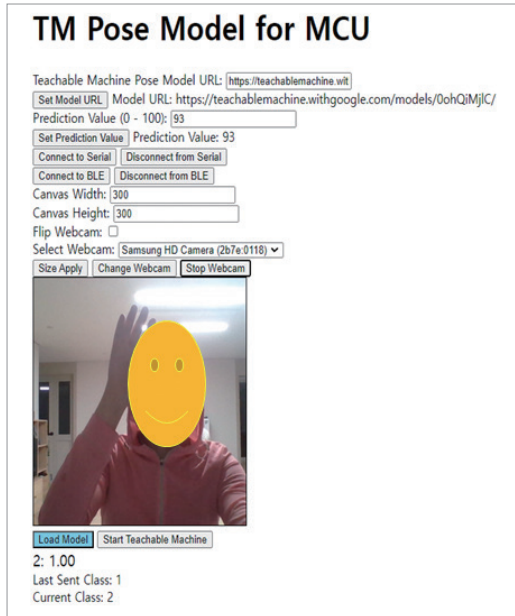 TM Pose Model for MCU
Teachable Machine Pose Model URL: https://teachablemachine.wit
Set Model URL Model URL: https://teachablemachine.withgoogle.com/models/0ohQiMjlC/
Prediction Value (0 - 100): 93
Set Prediction Value Prediction Value: 93
Connect to Serial Disconnect from Serial
Connect to BLE Disconnect from BLE
Canvas Width: 300
Canvas Height: 300
Flip Webcam:
Select Webcam: Samsung HD Camera (2b7e:0118)
Size Apply Change Webcam Stop Webcam
Load Model Start Teachable Machine
2: 1.00
Last Sent Class: 1
Current Class: 2